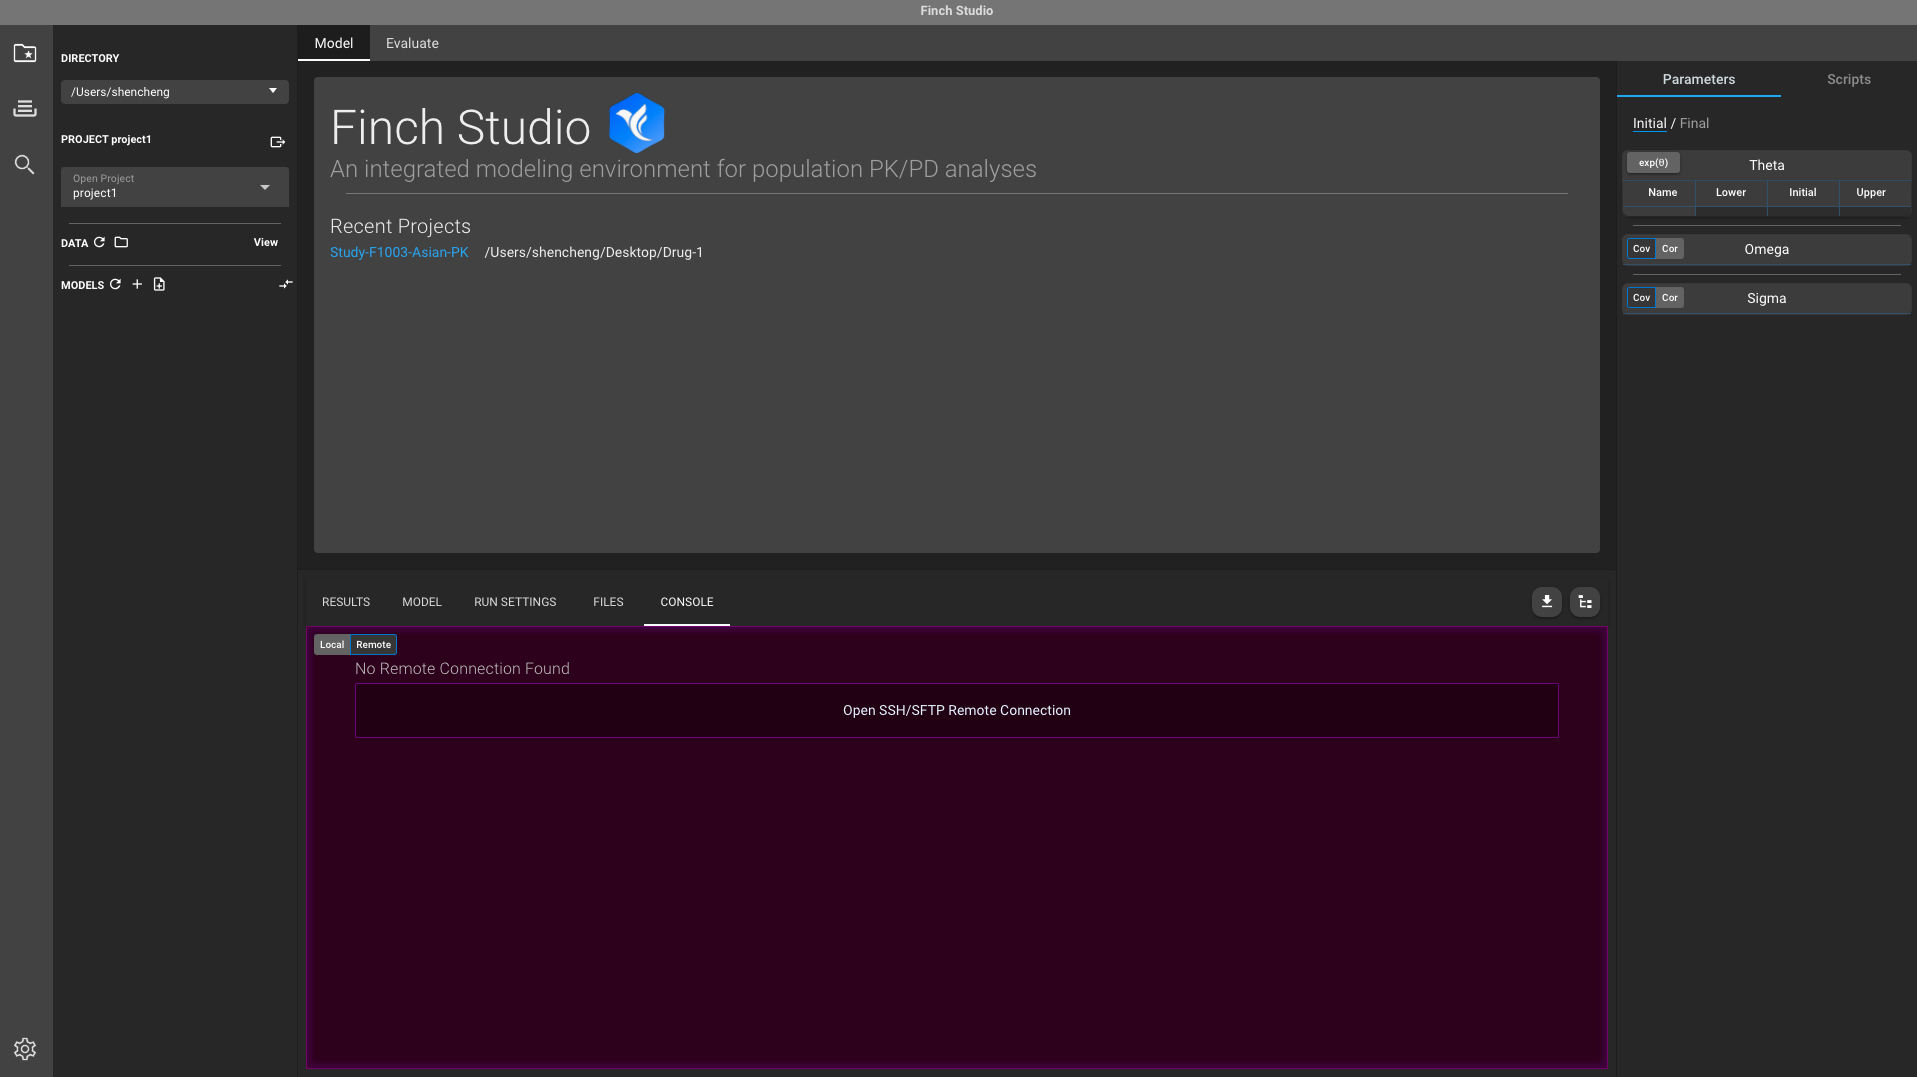 Finch Studio
DIRECTORY
/Users/shencheng
PROJECT project1
Open Project
project1
DATA
View
MODELS
Model
Evaluate
Finch Studio
An integrated modeling environment for population PK/PD analyses
Recent Projects
Study-F1003-Asian-PK /Users/shencheng/Desktop/Drug-1
RESULTS
MODEL
RUN SETTINGS
FILES
CONSOLE
Local
Remote
No Remote Connection Found
Open SSH/SFTP Remote Connection
Parameters
Scripts
Initial / Final
exp(θ)
Theta
Name
Lower
Initial
Upper
Cov
Cor
Omega
Cov
Cor
Sigma